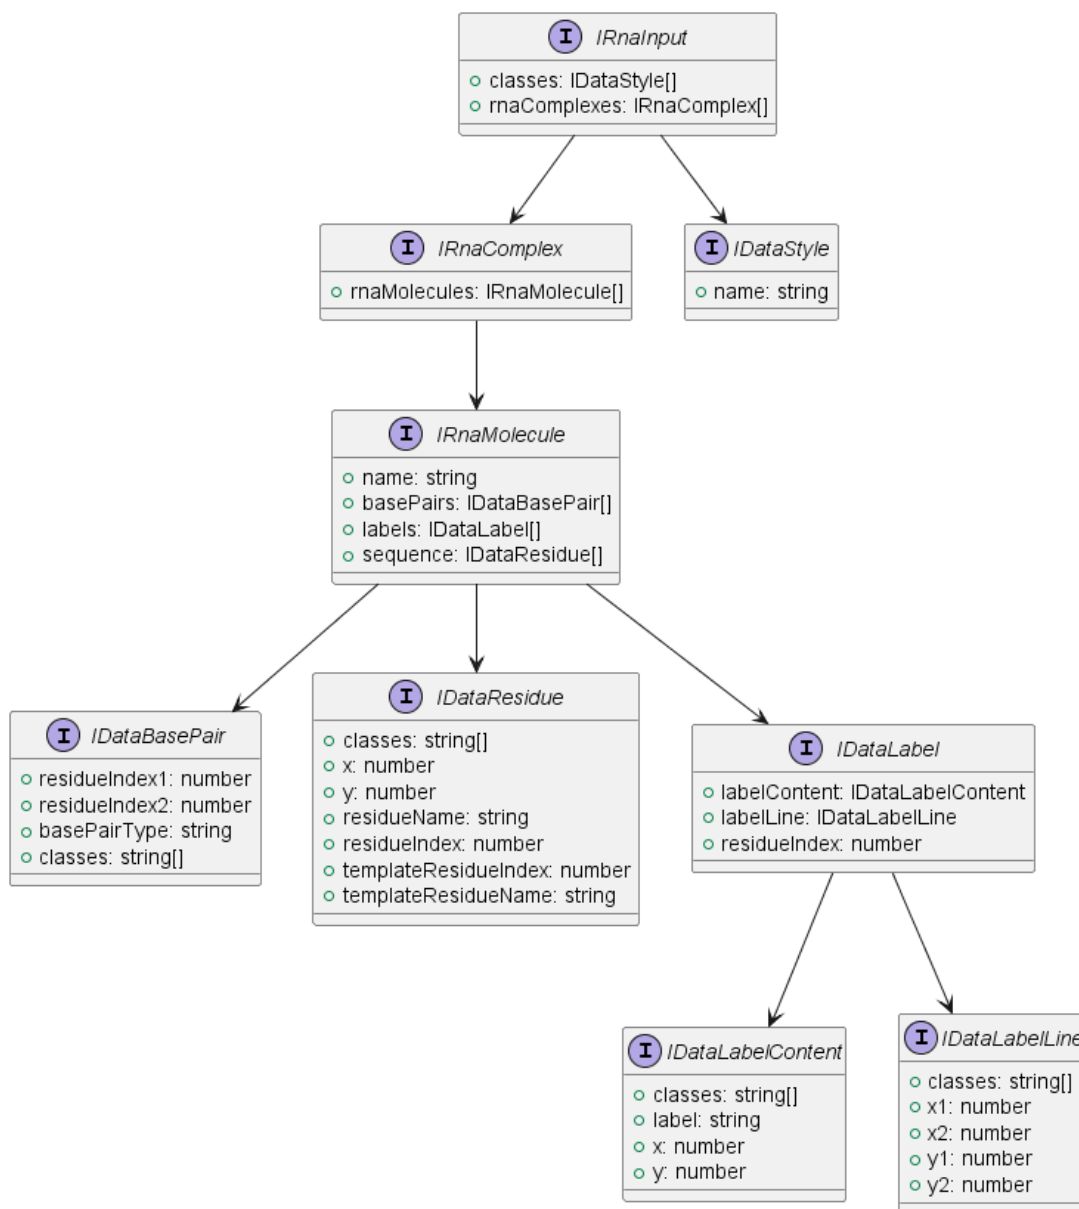 I IRnaInput
classes: IDataStyle[]
rnaComplexes: IRnaComplex[]
I IRnaComplex
rnaMolecules: IRnaMolecule[]
I IDataStyle
name: string
I IRnaMolecule
name: string
basePairs: IDataBasePair[]
labels: IDataLabel[]
sequence: IDataResidue[]
I IDataBasePair
residueIndex1: number
residueIndex2: number
basePairType: string
classes: string[]
I IDataResidue
classes: string[]
x: number
y: number
residueName: string
residueIndex: number
templateResidueIndex: number
templateResidueName: string
I IDataLabel
labelContent: IDataLabelContent
labelLine: IDataLabelLine
residueIndex: number
I IDataLabelContent
classes: string[]
label: string
x: number
y: number
I IDataLabelLine
classes: string[]
x1: number
x2: number
y1: number
y2: number